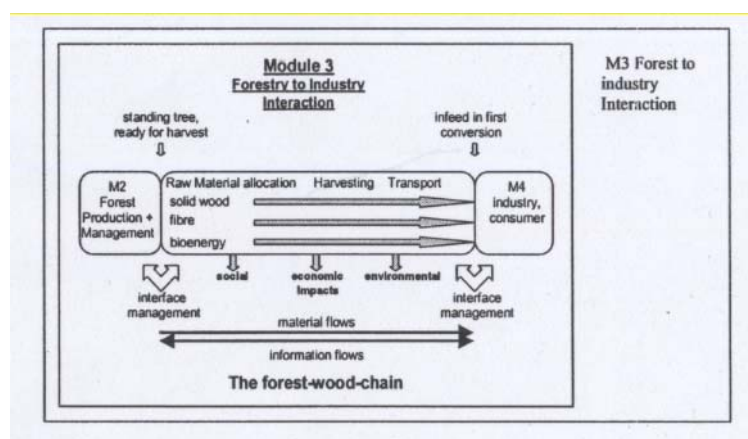 Module 3
Forestry to Industry
Interaction
M3 Forest to
industry
Interaction
standing tree,
ready for harvest
infeed in first
conversion
M2
Forest
Production +
Management
Raw Material allocation Harvesting Transport
solid wood
fibre
bioenergy
M4
industry,
consumer
social
economic
Impacts
environmental
interface
management
interface
management
material flows
information flows
The forest-wood-chain